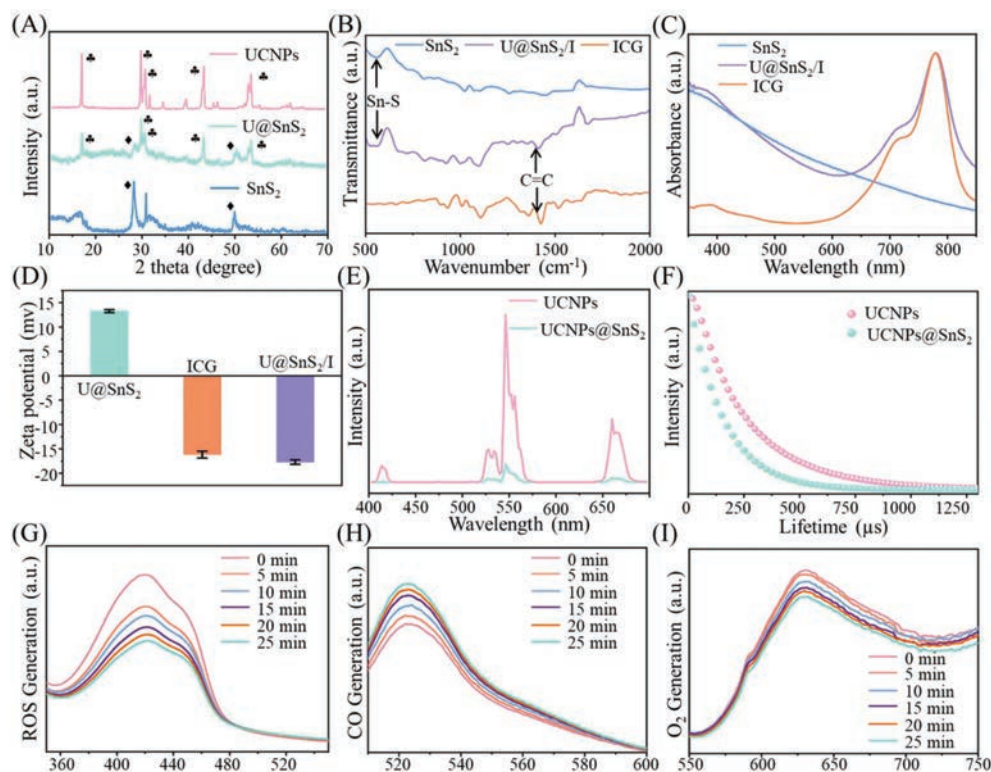 (A)
Intensity (a.u.)
UCNPs
U@SnS2
SnS2
10 20 30 40 50 60 70
2 theta (degree)
(B)
Transmittance (a.u.)
SnS2 U@SnS2/I ICG
Sn-S
C=C
500 1000 1500 2000
Wavenumber (cm-1)
(C)
Absorbance (a.u.)
SnS2
U@SnS2/I
ICG
400 500 600 700 800
Wavelength (nm)
(D)
Zeta potential (mv)
15
10
5
0
-5
-10
-15
-20
U@SnS2
ICG
U@SnS2/I
(E)
Intensity (a.u.)
UCNPs
UCNPs@SnS2
400 450 500 550 600 650
Wavelength (nm)
(F)
Intensity (a.u.)
UCNPs
UCNPs@SnS2
250 500 750 1000 1250
Lifetime (µs)
(G)
ROS Generation (a.u.)
0 min
5 min
10 min
15 min
20 min
25 min
360 400 440 480 520
(H)
CO Generation (a.u.)
0 min
5 min
10 min
15 min
20 min
25 min
520 540 560 580 600
(I)
O2 Generation (a.u.)
0 min
5 min
10 min
15 min
20 min
25 min
550 600 650 700 750